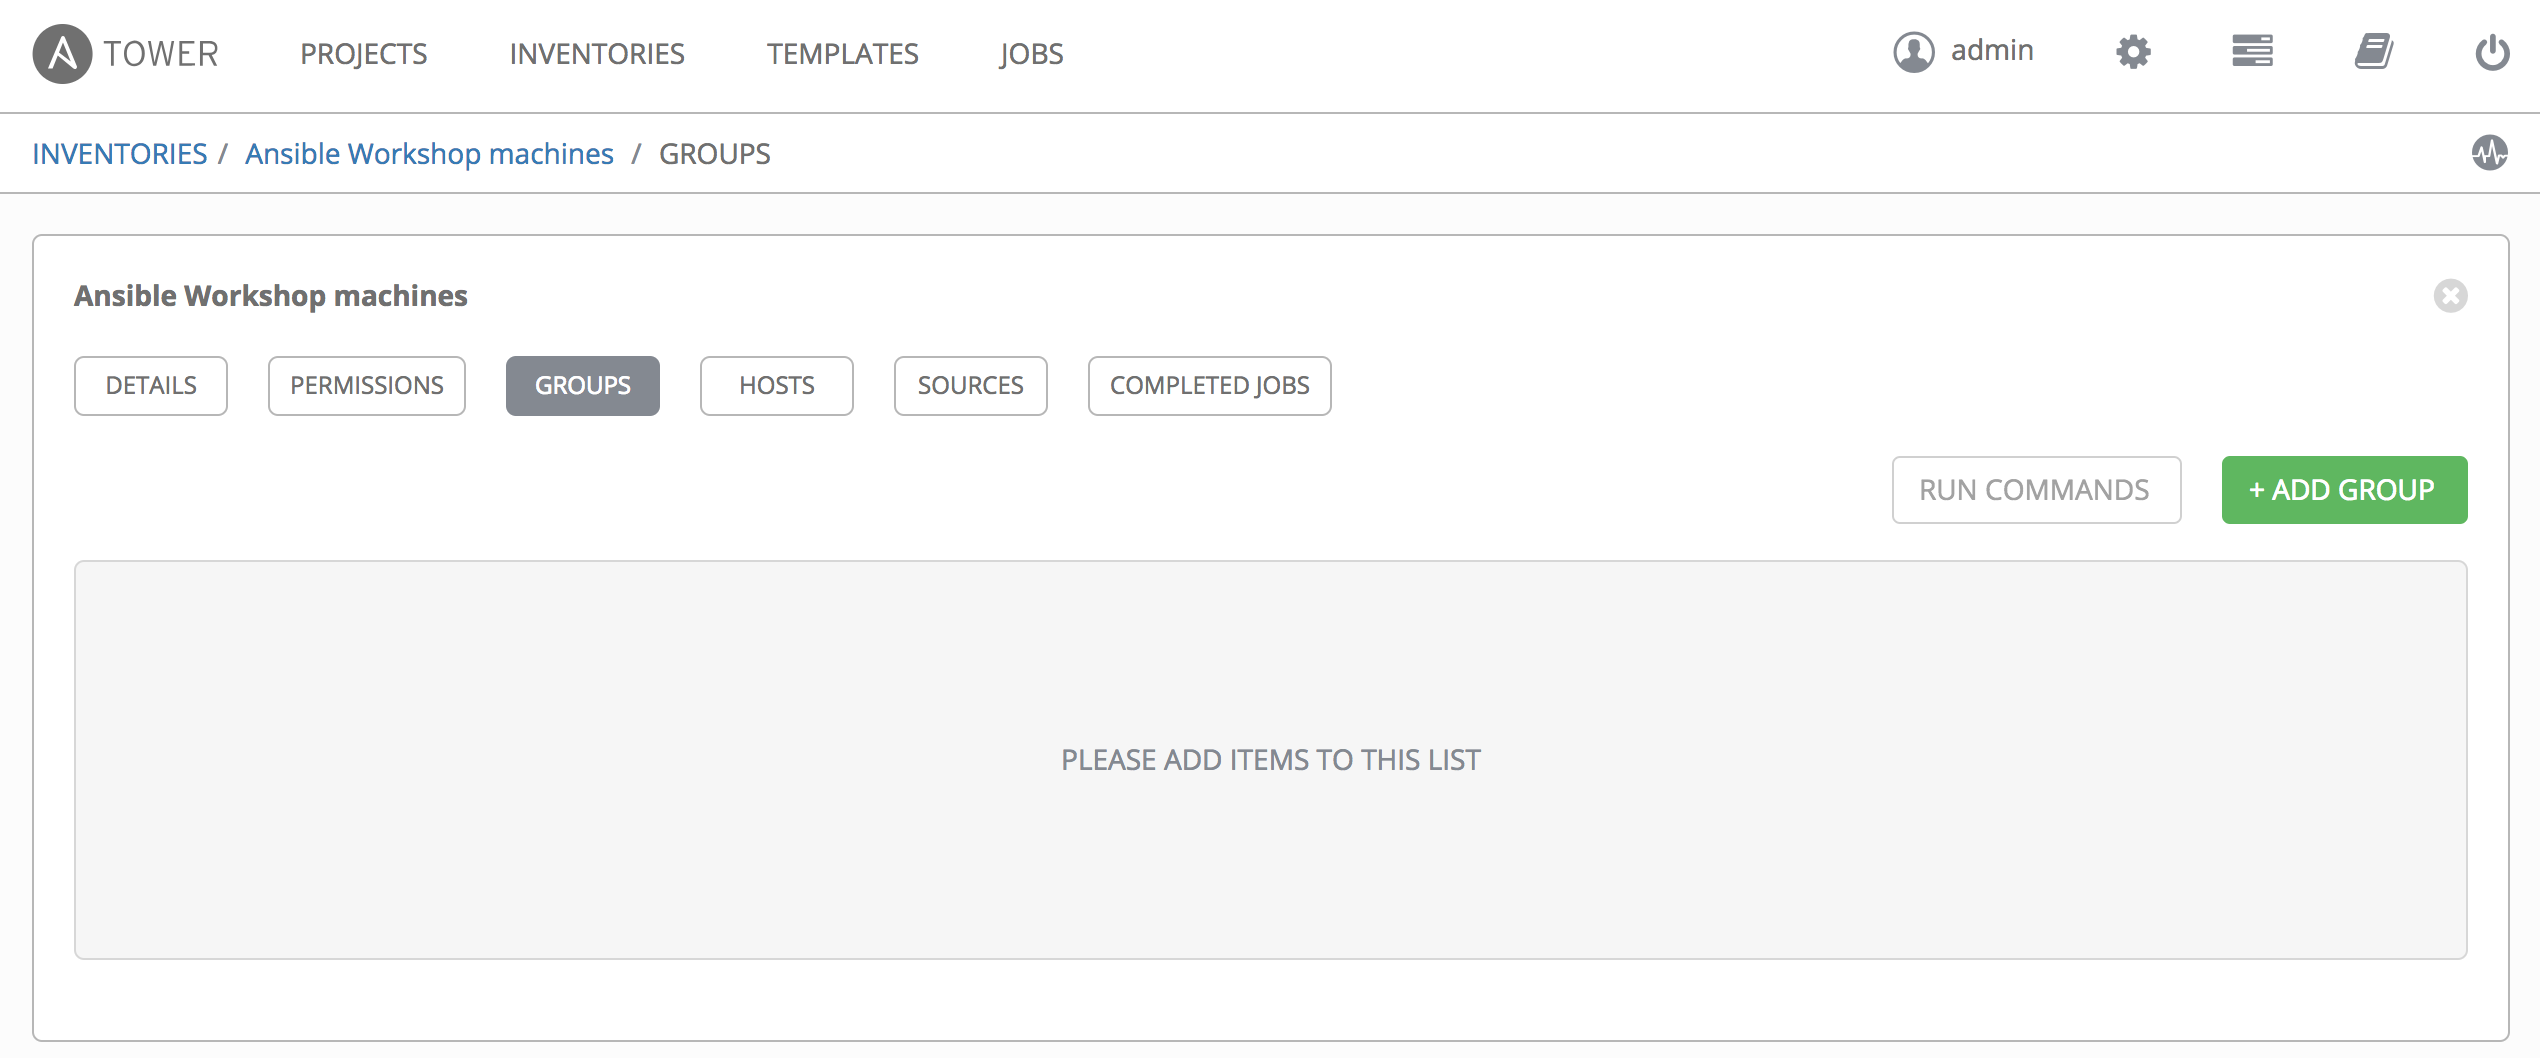 TOWER PROJECTS INVENTORIES TEMPLATES JOBS admin
INVENTORIES / Ansible Workshop machines / GROUPS
Ansible Workshop machines
DETAILS PERMISSIONS GROUPS HOSTS SOURCES COMPLETED JOBS
RUN COMMANDS + ADD GROUP
PLEASE ADD ITEMS TO THIS LIST